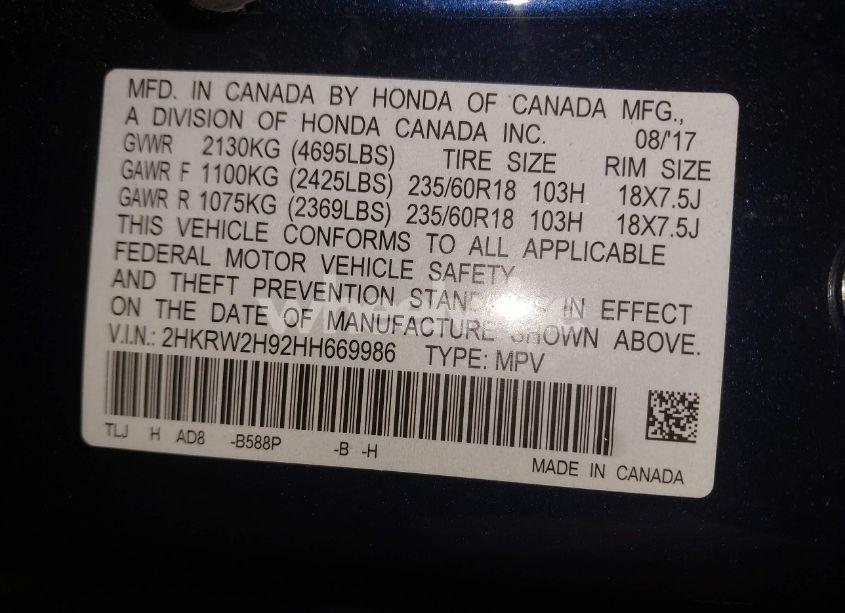 MFD. IN CANADA BY HONDA OF CANADA MFG.,
A DIVISION OF HONDA CANADA INC. 08/'17
GVWR 2130KG (4695LBS) TIRE SIZE RIM SIZE
GAWR F 1100KG (2425LBS) 235/60R18 103H 18X7.5J
GAWR R 1075KG (2369LBS) 235/60R18 103H 18X7.5J
THIS VEHICLE CONFORMS TO ALL APPLICABLE
FEDERAL MOTOR VEHICLE SAFETY
AND THEFT PREVENTION STANDARDS IN EFFECT
ON THE DATE OF MANUFACTURE SHOWN ABOVE.
V.I.N.: 2HKRW2H92HH669986 TYPE: MPV
TLJ H AD8 -B588P -B -H
MADE IN CANADA